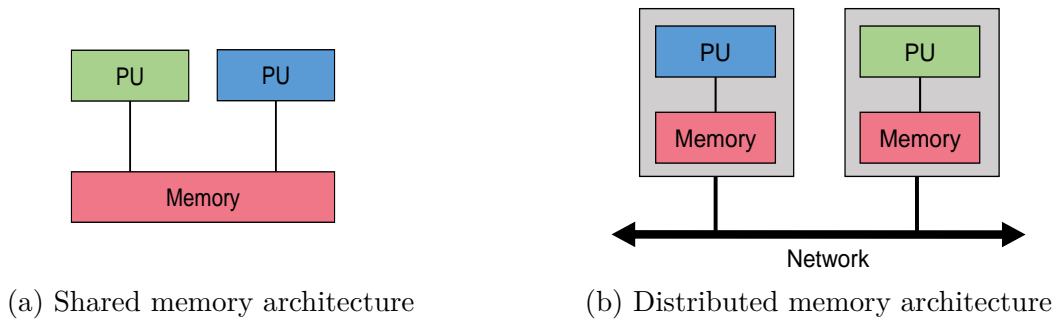 PU
PU
Memory
(a) Shared memory architecture
PU
PU
Memory
Memory
Network
(b) Distributed memory architecture